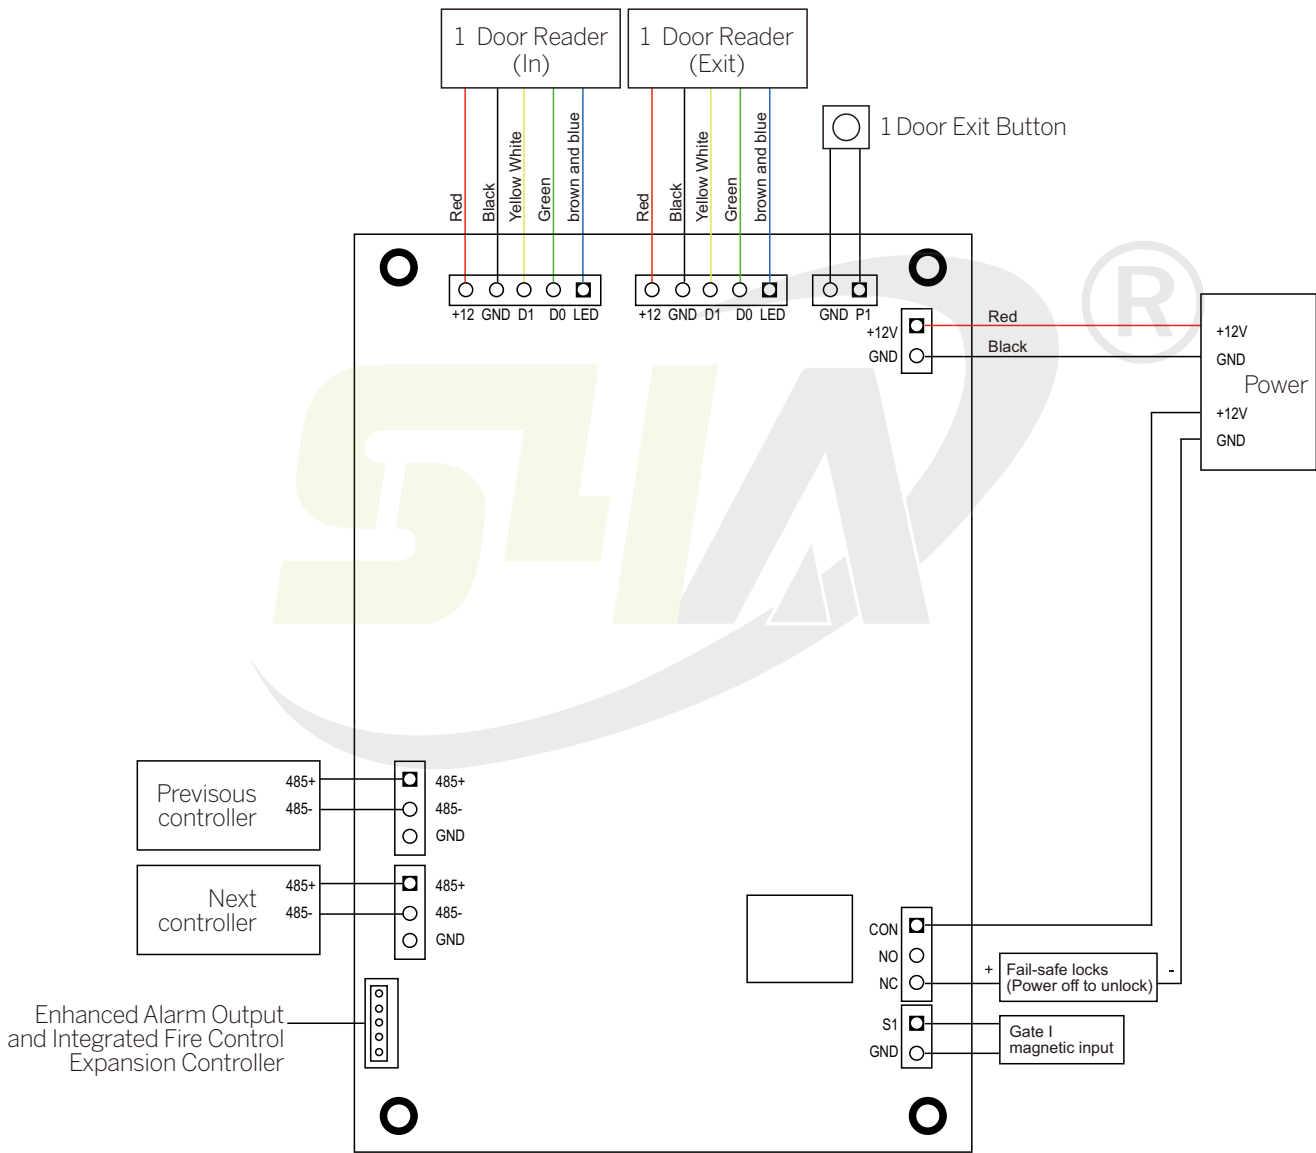 1 Door Reader
(In)
1 Door Reader
(Exit)
1 Door Exit Button
Red
Black
Yellow White
Green
brown and blue
Red
Black
Yellow White
Green
brown and blue
+12 GND D1 D0 LED
+12 GND D1 D0 LED
GND P1
®
+12V
GND
Red
Black
+12V
GND
Power
+12V
GND
S4A
Previsous
controller
485+
485-
485+
485-
GND
Next
controller
485+
485-
485+
485-
GND
Enhanced Alarm Output
and Integrated Fire Control
Expansion Controller
CON
NO
NC
+
Fail-safe locks
(Power off to unlock)
-
S1
GND
Gate I
magnetic input